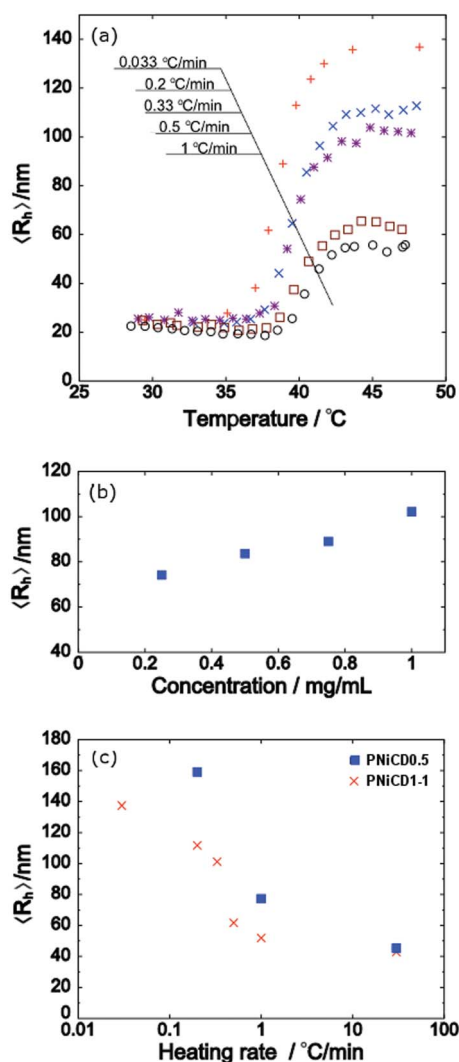 (a)
0.033 °C/min
0.2 °C/min
0.33 °C/min
0.5 °C/min
1 °C/min
140
120
100
80
60
40
20
0
⟨Rₕ⟩/nm
25 30 35 40 45 50
Temperature / °C
(b)
120
100
80
60
40
⟨Rₕ⟩/nm
0 0.2 0.4 0.6 0.8 1
Concentration / mg/mL
(c)
PNiCD0.5
PNiCD1-1
180
160
140
120
100
80
60
40
20
0
⟨Rₕ⟩/nm
0.01 0.1 1 10 100
Heating rate / °C/min